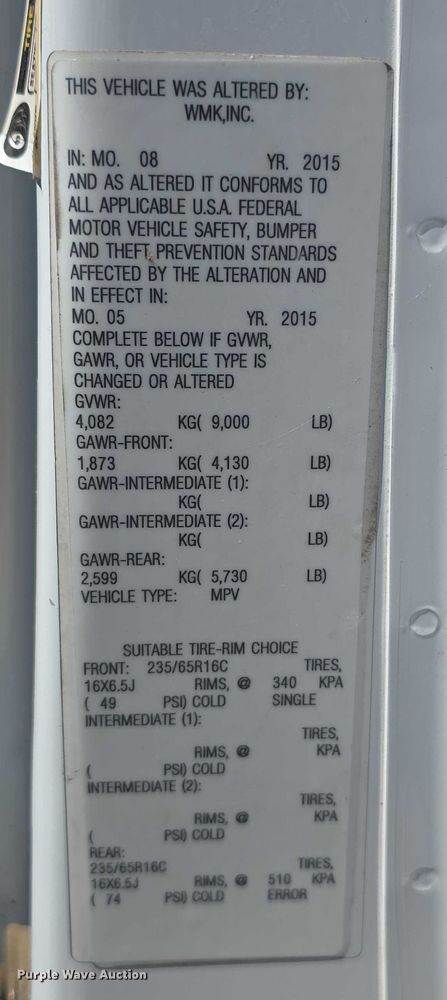 THIS VEHICLE WAS ALTERED BY:
WMK,INC.
IN: MO. 08 YR. 2015
AND AS ALTERED IT CONFORMS TO
ALL APPLICABLE U.S.A. FEDERAL
MOTOR VEHICLE SAFETY, BUMPER
AND THEFT PREVENTION STANDARDS
AFFECTED BY THE ALTERATION AND
IN EFFECT IN:
MO. 05 YR. 2015
COMPLETE BELOW IF GVWR,
GAWR, OR VEHICLE TYPE IS
CHANGED OR ALTERED
GVWR:
4,082 KG( 9,000 LB)
GAWR-FRONT:
1,873 KG( 4,130 LB)
GAWR-INTERMEDIATE (1):
KG( LB)
GAWR-INTERMEDIATE (2):
KG( LB)
GAWR-REAR:
2,599 KG( 5,730 LB)
VEHICLE TYPE: MPV
SUITABLE TIRE-RIM CHOICE
FRONT: 235/65R16C TIRES,
16X6.5J RIMS, @ 340 KPA
( 49 PSI) COLD SINGLE
INTERMEDIATE (1):
TIRES,
RIMS, @ KPA
( PSI) COLD
INTERMEDIATE (2):
TIRES,
RIMS, @ KPA
( PSI) COLD
REAR:
235/65R16C TIRES,
16X6.5J RIMS, @ 510 KPA
( 74 PSI) COLD ERROR
Purple Wave Auction